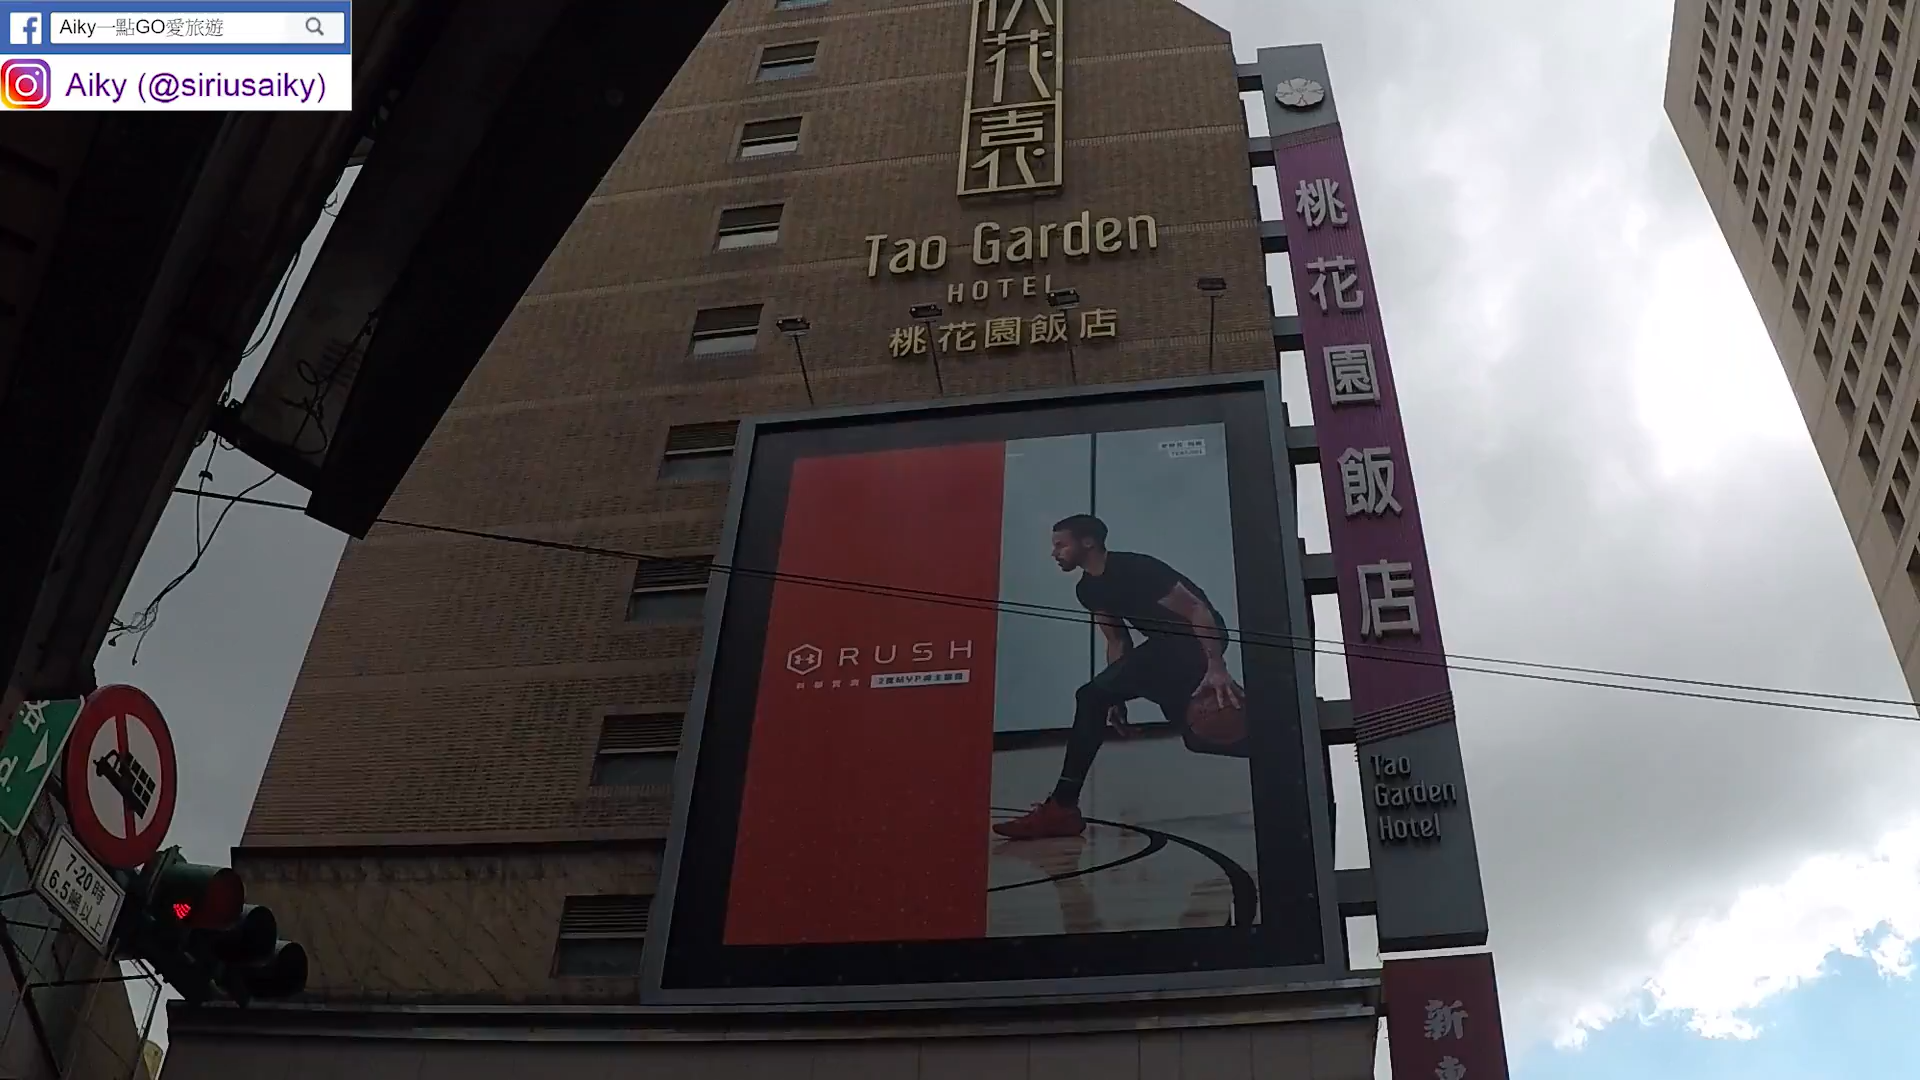 Aiky一點GO愛旅遊
Aiky (@siriusaiky)
Tao Garden
HOTEL
桃花園飯店
桃花園飯店
Tao
Garden
Hotel
RUSH
7-20時
6.5噸以上
新